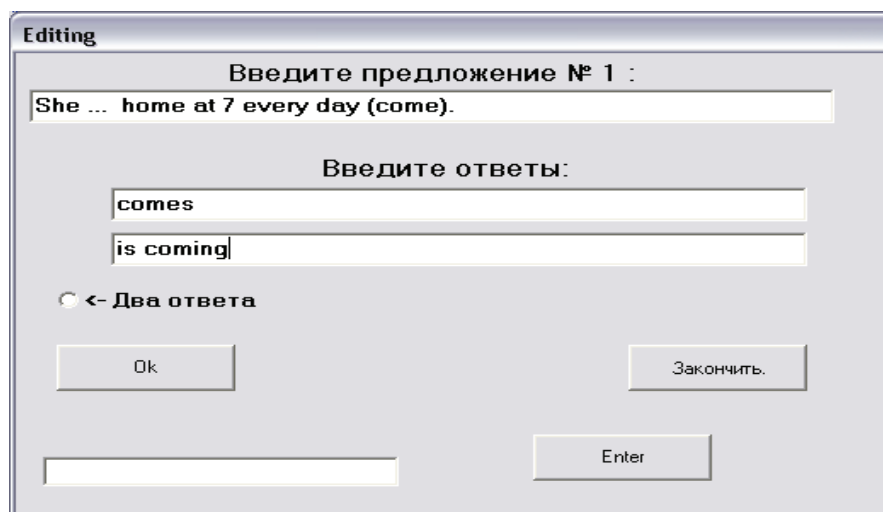 Editing
Введите предложение № 1 :
She ... home at 7 every day (come).
Введите ответы:
comes
is coming
<- Два ответа
Ok
Закончить.
Enter